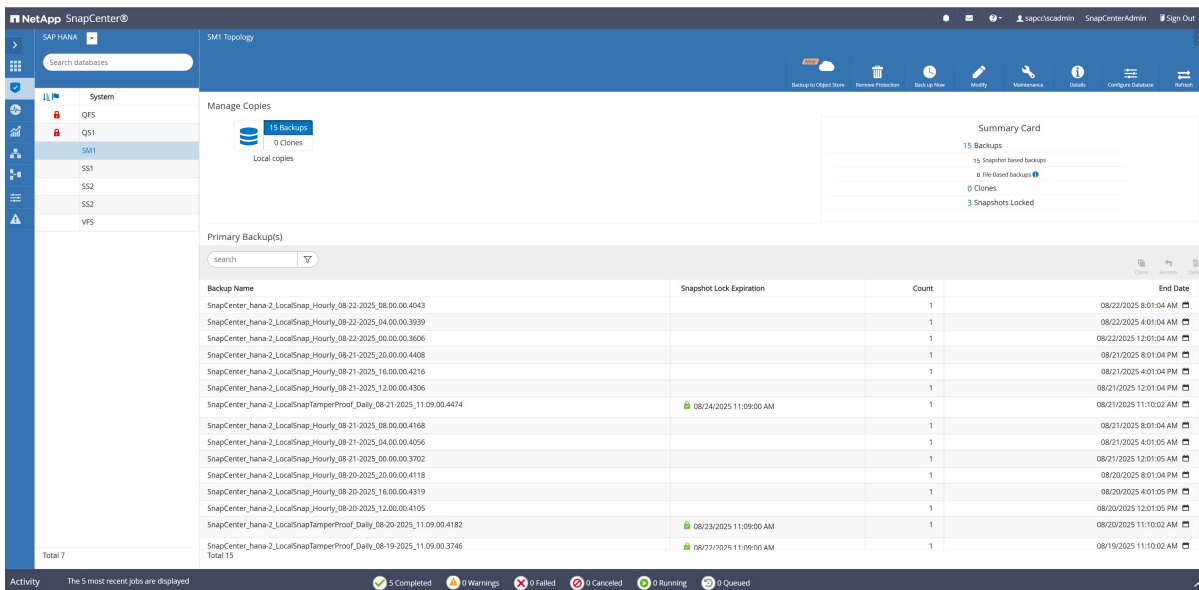 NetApp SnapCenter®
sapcc\scadmin SnapCenterAdmin Sign Out
SAP HANA
Search databases
System
QFS
QS1
SM1
SS1
SS2
SS2
VFS
Total 7
SM1 Topology
New
Backup to Object Store Remove Protection Back up Now Modify Maintenance Details Configure Database Refresh
Manage Copies
15 Backups
0 Clones
Local copies
Summary Card
15 Backups
15 Snapshot based backups
0 File-Based backups
0 Clones
3 Snapshots Locked
Primary Backup(s)
search
Clone Restore
Backup Name Snapshot Lock Expiration Count End Date
SnapCenter_hana-2_LocalSnap_Hourly_08-22-2025_08.00.00.4043 1 08/22/2025 8:01:04 AM
SnapCenter_hana-2_LocalSnap_Hourly_08-22-2025_04.00.00.3939 1 08/22/2025 4:01:04 AM
SnapCenter_hana-2_LocalSnap_Hourly_08-22-2025_00.00.00.3606 1 08/22/2025 12:01:04 AM
SnapCenter_hana-2_LocalSnap_Hourly_08-21-2025_20.00.00.4408 1 08/21/2025 8:01:04 PM
SnapCenter_hana-2_LocalSnap_Hourly_08-21-2025_16.00.00.4216 1 08/21/2025 4:01:04 PM
SnapCenter_hana-2_LocalSnap_Hourly_08-21-2025_12.00.00.4306 1 08/21/2025 12:01:04 PM
SnapCenter_hana-2_LocalSnapTamperProof_Daily_08-21-2025_11.09.00.4474 08/24/2025 11:09:00 AM 1 08/21/2025 11:10:02 AM
SnapCenter_hana-2_LocalSnap_Hourly_08-21-2025_08.00.00.4168 1 08/21/2025 8:01:04 AM
SnapCenter_hana-2_LocalSnap_Hourly_08-21-2025_04.00.00.4056 1 08/21/2025 4:01:05 AM
SnapCenter_hana-2_LocalSnap_Hourly_08-21-2025_00.00.00.3702 1 08/21/2025 12:01:05 AM
SnapCenter_hana-2_LocalSnap_Hourly_08-20-2025_20.00.00.4118 1 08/20/2025 8:01:04 PM
SnapCenter_hana-2_LocalSnap_Hourly_08-20-2025_16.00.00.4319 1 08/20/2025 4:01:05 PM
SnapCenter_hana-2_LocalSnap_Hourly_08-20-2025_12.00.00.4105 1 08/20/2025 12:01:05 PM
SnapCenter_hana-2_LocalSnapTamperProof_Daily_08-20-2025_11.09.00.4182 08/23/2025 11:09:00 AM 1 08/20/2025 11:10:02 AM
SnapCenter_hana-2_LocalSnapTamperProof_Daily_08-19-2025_11.09.00.3746 08/22/2025 11:09:00 AM 1 08/19/2025 11:10:02 AM
Total 15
Activity The 5 most recent jobs are displayed 5 Completed 0 Warnings 0 Failed 0 Canceled 0 Running 0 Queued